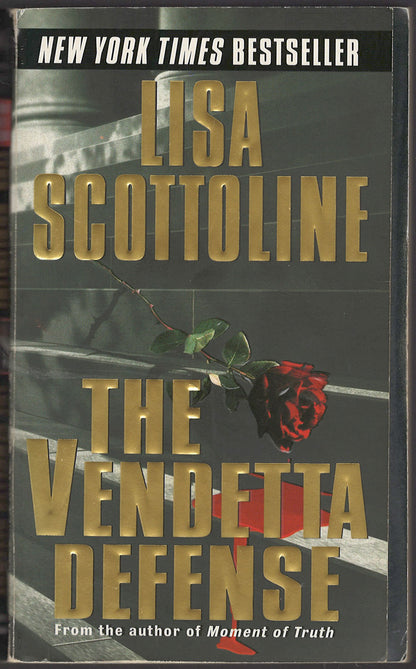 NEW YORK TIMES BESTSELLER
LISA
SCOTTOLINE
THE
VENDETTA
DEFENSE
From the author of Moment of Truth